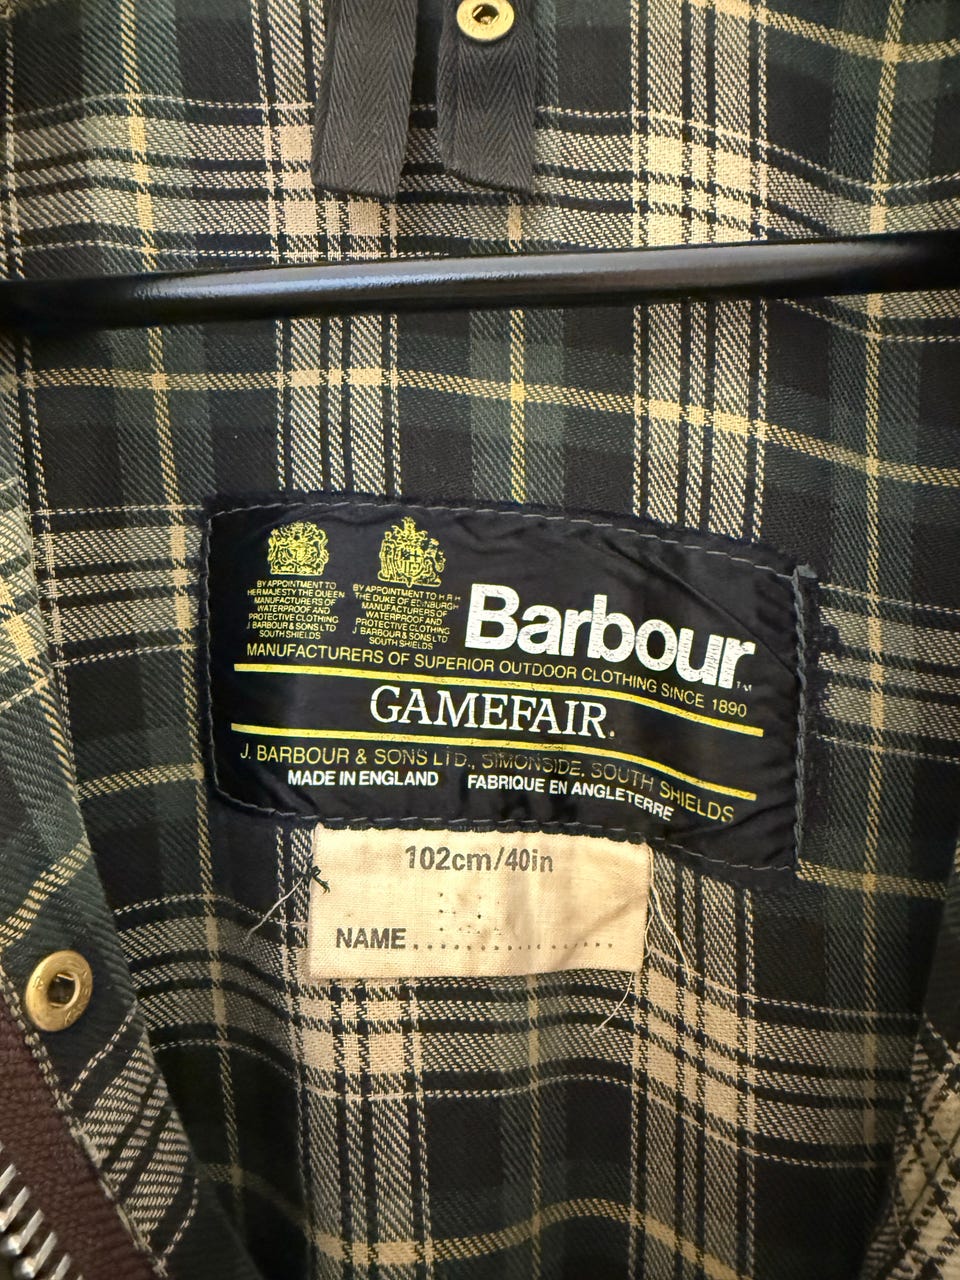 BY APPOINTMENT TO
HER MAJESTY THE QUEEN
MANUFACTURERS OF
WATERPROOF AND
PROTECTIVE CLOTHING
J BARBOUR & SONS LTD
SOUTH SHIELDS
BY APPOINTMENT TO H R H
THE DUKE OF EDINBURGH
MANUFACTURERS OF
WATERPROOF AND
PROTECTIVE CLOTHING
J BARBOUR & SONS LTD
SOUTH SHIELDS
Barbour™
MANUFACTURERS OF SUPERIOR OUTDOOR CLOTHING SINCE 1890
GAMEFAIR.
J. BARBOUR & SONS LTD., SIMONSIDE, SOUTH SHIELDS
MADE IN ENGLAND FABRIQUE EN ANGLETERRE
102cm/40in
NAME....................